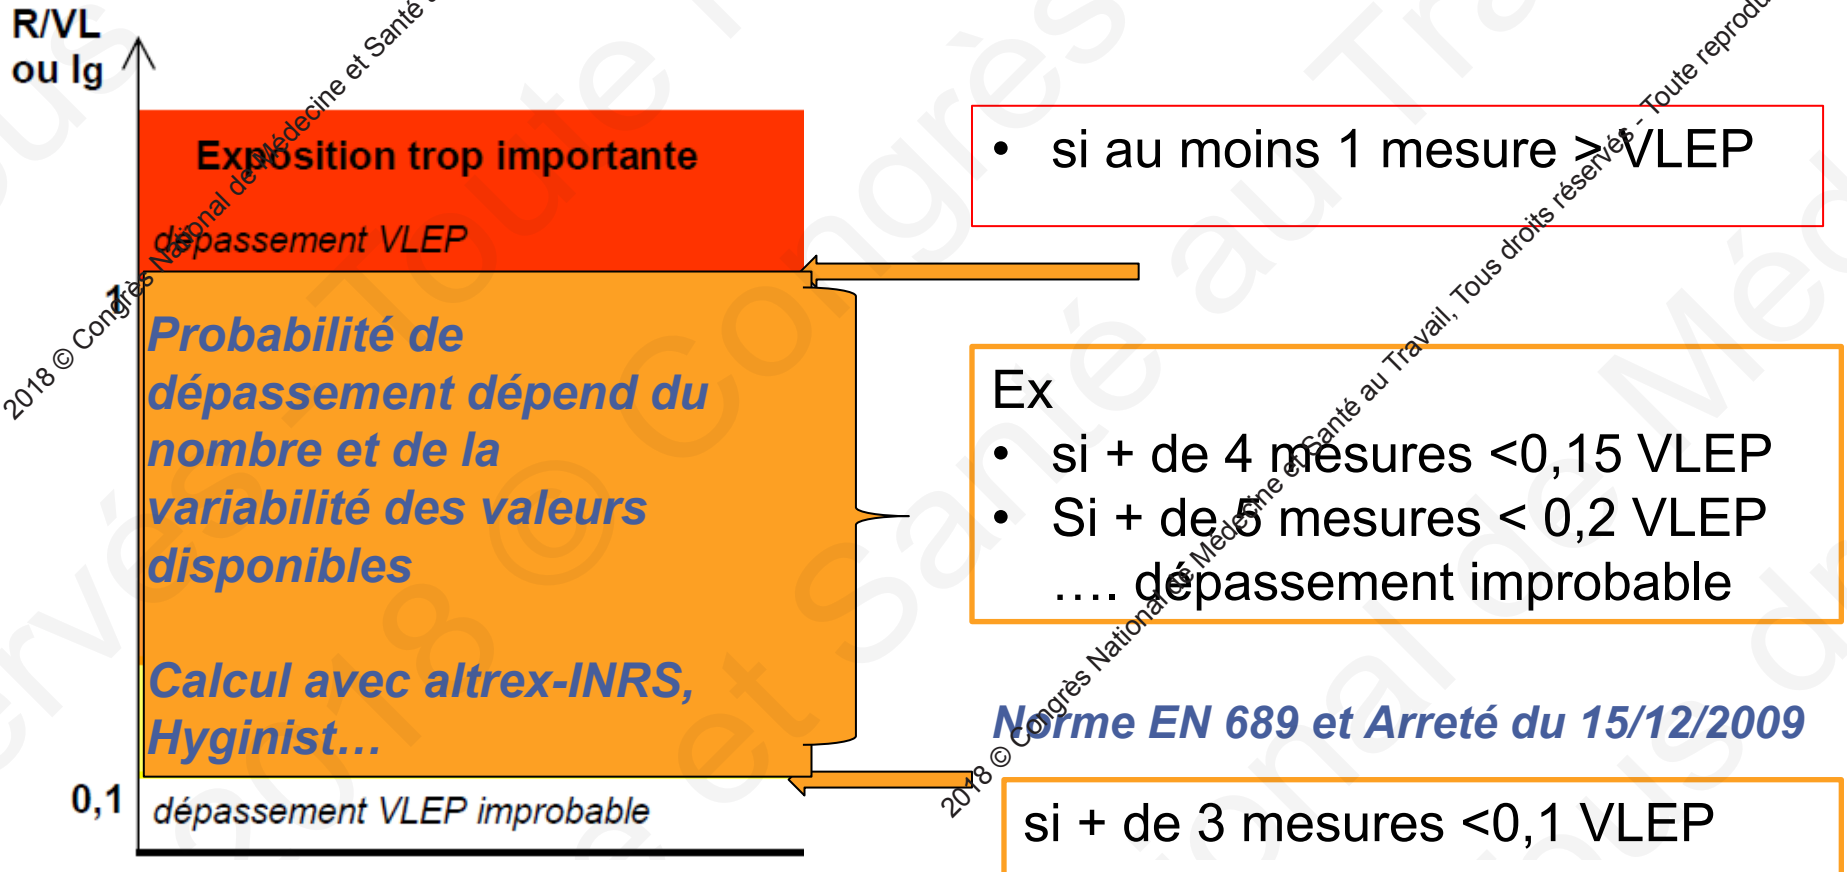 R/VL
ou Ig
Exposition trop importante
dépassement VLEP
1
Probabilité de
dépassement dépend du
nombre et de la
variabilité des valeurs
disponibles
Calcul avec altrex-INRS,
Hyginist…
0,1
dépassement VLEP improbable
• si au moins 1 mesure > VLEP
Ex
• si + de 4 mesures <0,15 VLEP
• Si + de 5 mesures < 0,2 VLEP
…. dépassement improbable
Norme EN 689 et Arreté du 15/12/2009
si + de 3 mesures <0,1 VLEP
2018 © Congrès National de Médecine et Santé
2018 © Congrès National de Médecine et Santé au Travail, Tous droits réservés - Toute reprodu